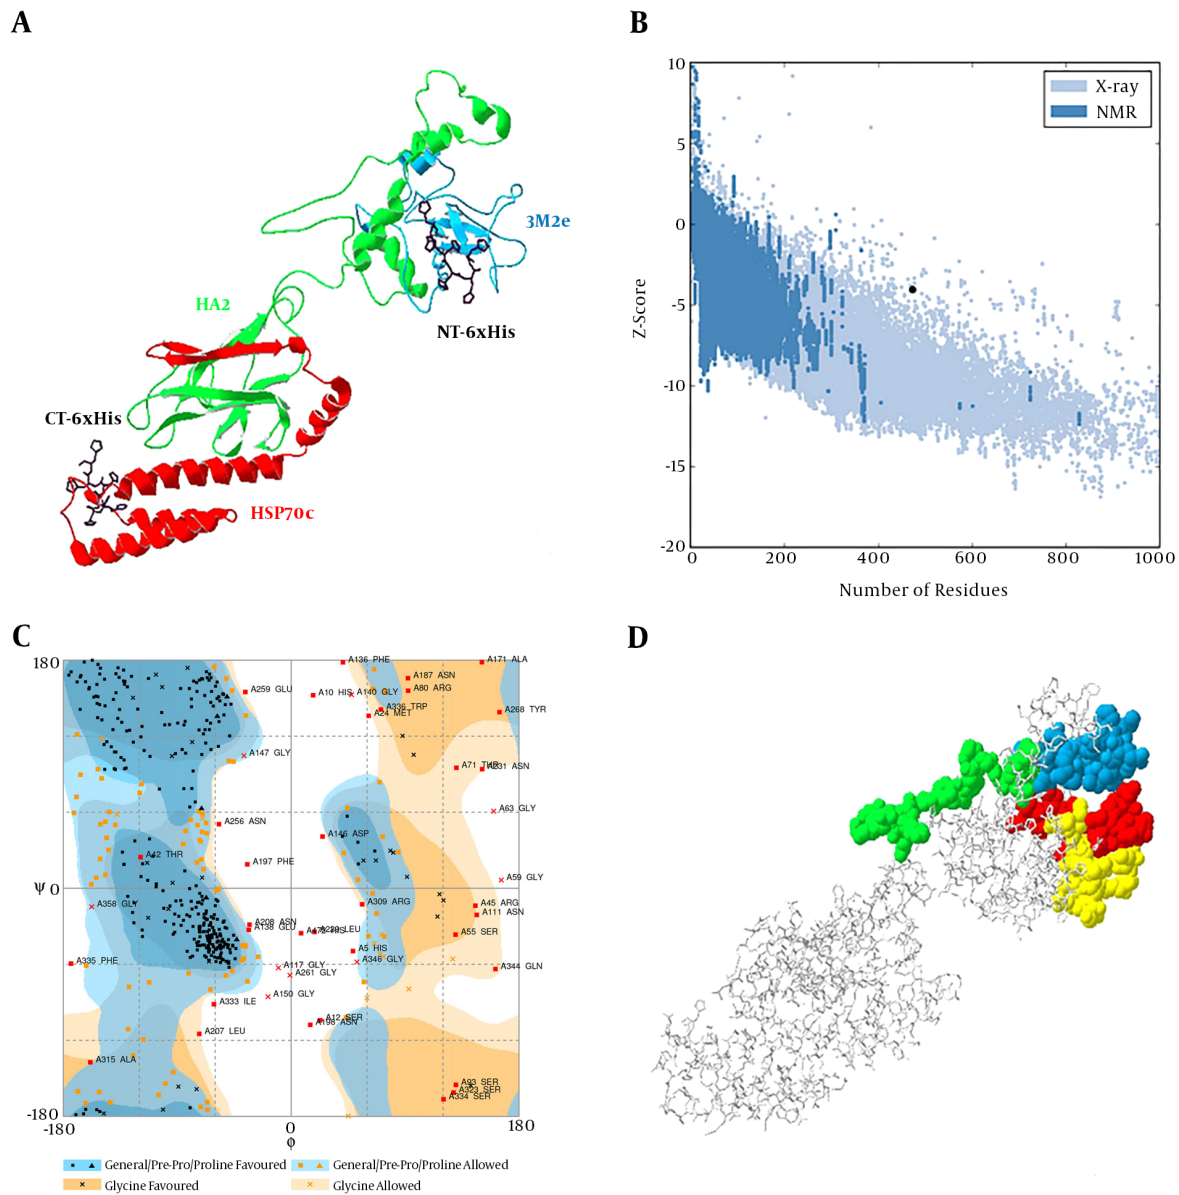 A
3M2e
HA2
NT-6xHis
CT-6xHis
HSP70c
B
10
5
0
-5
-10
-15
-20
Z-Score
X-ray
NMR
0 200 400 600 800 1000
Number of Residues
C
180
A136 PHE
A171 ALA
A187 ASN
A259 GLU
A10 HIS
A140 GLY
A80 ARG
A336 TRP
A24 MET
A268 TYR
A147 GLY
A71 THR
A231 ASN
A63 GLY
A256 ASN
A146 ASP
A42 THR
A197 PHE
A59 GLY
ψ 0
A358 GLY
A309 ARG
A45 ARG
A111 ASN
A208 ASN
A138 GLU
LEU
A55 SER
A5 HIS
A335 PHE
A346 GLY
A117 GLY
A344 GLN
A261 GLY
A150 GLY
A333 ILE
A12 SER
A198 ASN
A207 LEU
A315 ALA
A93 SER
A323 SER
A334 SER
-180
-180 0 180
φ
General/Pre-Pro/Proline Favoured
General/Pre-Pro/Proline Allowed
Glycine Favoured
Glycine Allowed
D